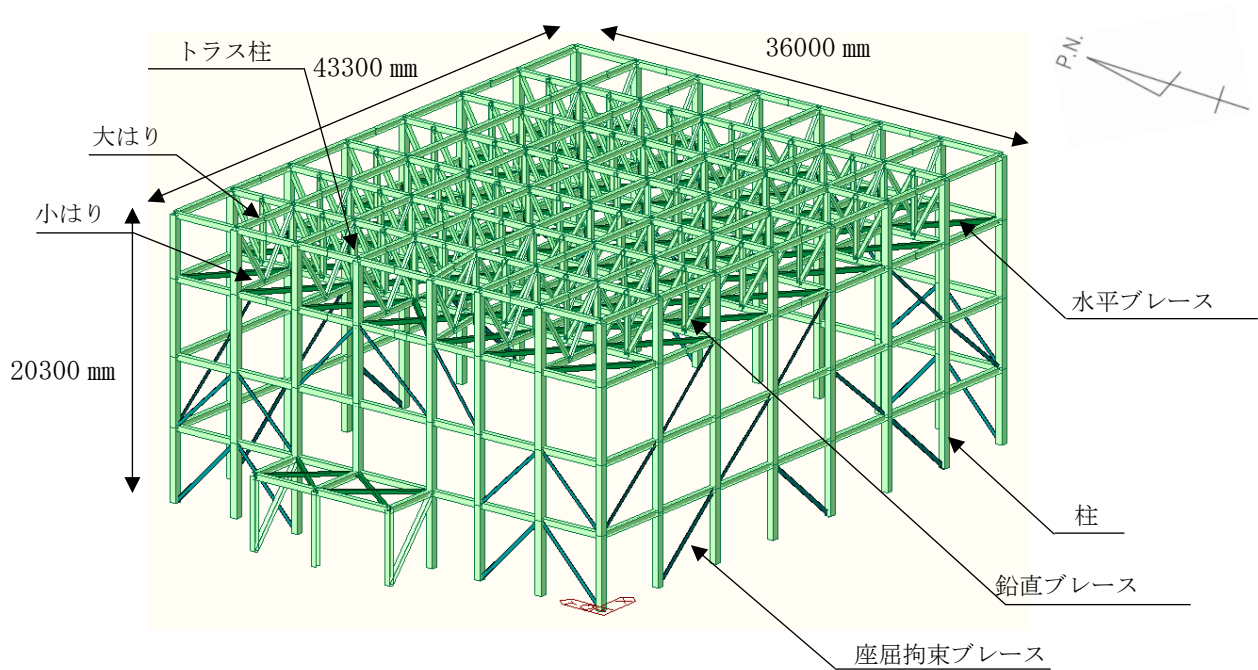 トラス柱
43300 mm
36000 mm
P.N.
大はり
小はり
20300 mm
水平ブレース
柱
鉛直ブレース
座屈拘束ブレース